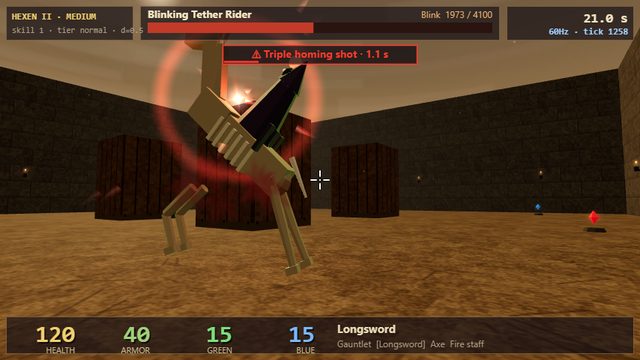 HEXEN II - MEDIUM
skill 1 · tier normal · d=0.5
Blinking Tether Rider
Blink 1973 / 4100
21.0 s
60Hz · tick 1258
⚠ Triple homing shot · 1.1 s
120
HEALTH
40
ARMOR
15
GREEN
15
BLUE
Longsword
Gauntlet [Longsword] Axe Fire staff